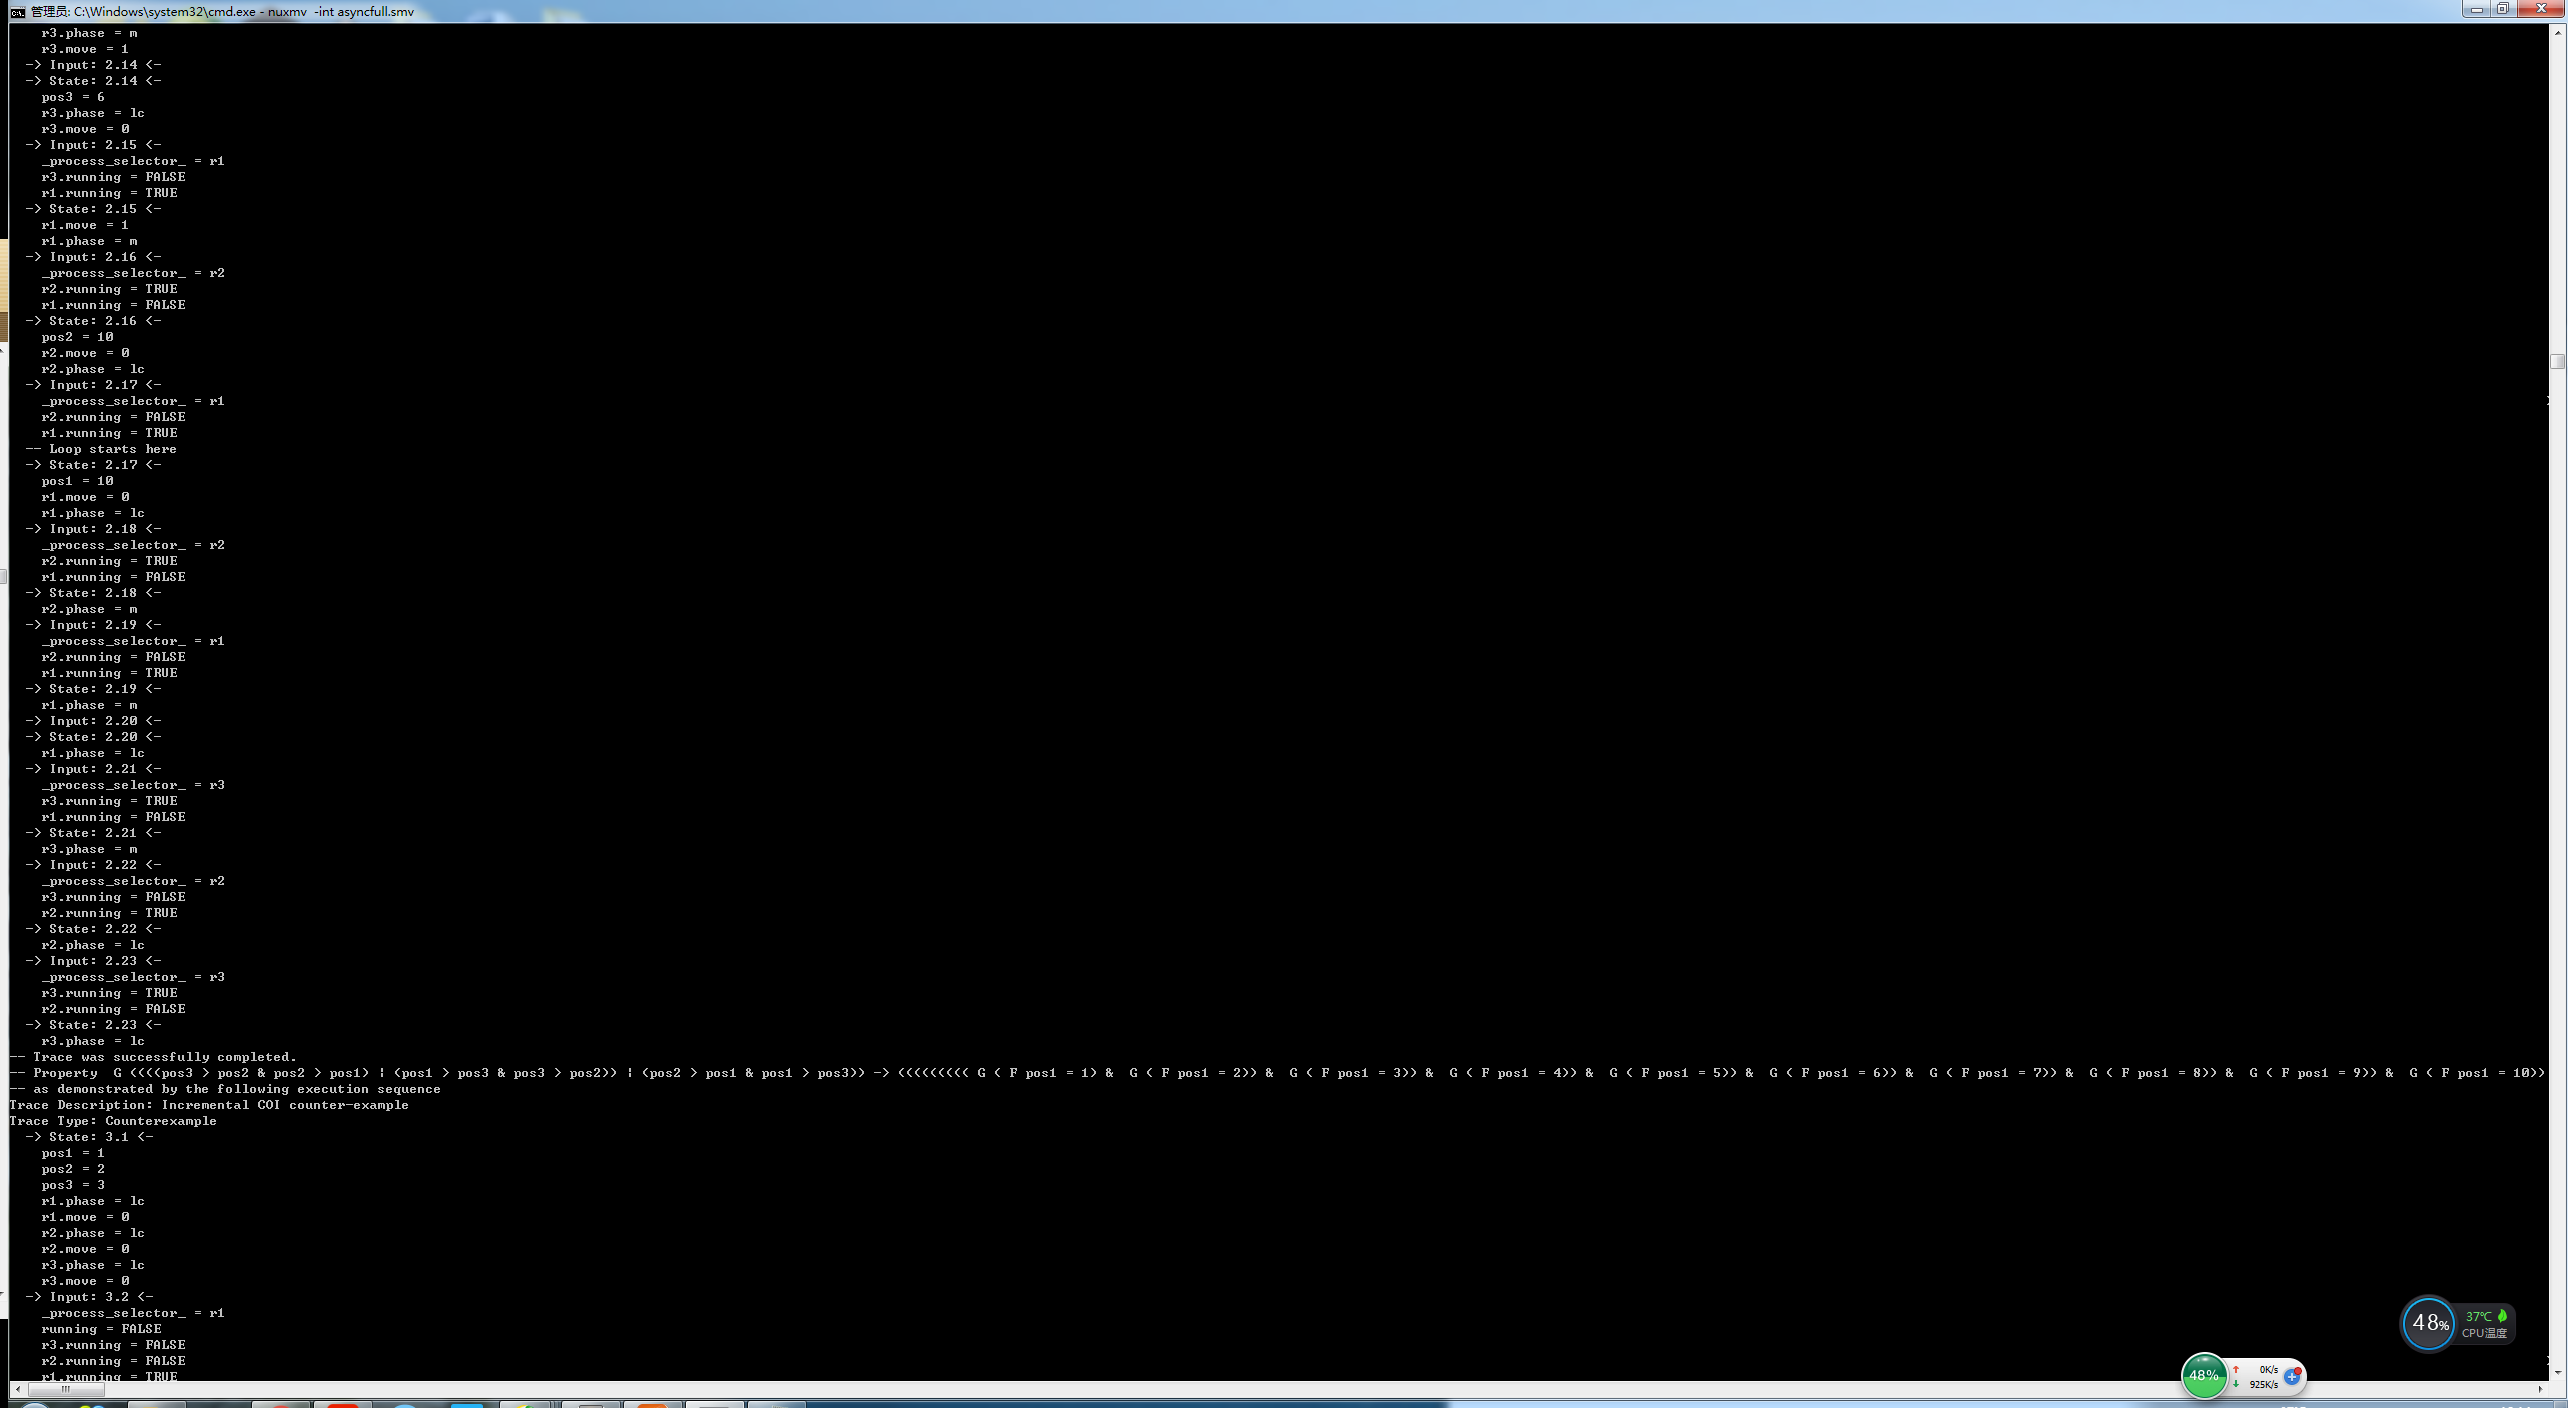 管理员: C:\Windows\system32\cmd.exe - nuxmv  -int asyncfull.smv
    r3.phase = m
    r3.move = 1
  -> Input: 2.14 <-
  -> State: 2.14 <-
    pos3 = 6
    r3.phase = lc
    r3.move = 0
  -> Input: 2.15 <-
    _process_selector_ = r1
    r3.running = FALSE
    r1.running = TRUE
  -> State: 2.15 <-
    r1.move = 1
    r1.phase = m
  -> Input: 2.16 <-
    _process_selector_ = r2
    r2.running = TRUE
    r1.running = FALSE
  -> State: 2.16 <-
    pos2 = 10
    r2.move = 0
    r2.phase = lc
  -> Input: 2.17 <-
    _process_selector_ = r1
    r2.running = FALSE
    r1.running = TRUE
  -- Loop starts here
  -> State: 2.17 <-
    pos1 = 10
    r1.move = 0
    r1.phase = lc
  -> Input: 2.18 <-
    _process_selector_ = r2
    r2.running = TRUE
    r1.running = FALSE
  -> State: 2.18 <-
    r2.phase = m
  -> Input: 2.19 <-
    _process_selector_ = r1
    r2.running = FALSE
    r1.running = TRUE
  -> State: 2.19 <-
    r1.phase = m
  -> Input: 2.20 <-
  -> State: 2.20 <-
    r1.phase = lc
  -> Input: 2.21 <-
    _process_selector_ = r3
    r3.running = TRUE
    r1.running = FALSE
  -> State: 2.21 <-
    r3.phase = m
  -> Input: 2.22 <-
    _process_selector_ = r2
    r3.running = FALSE
    r2.running = TRUE
  -> State: 2.22 <-
    r2.phase = lc
  -> Input: 2.23 <-
    _process_selector_ = r3
    r3.running = TRUE
    r2.running = FALSE
  -> State: 2.23 <-
    r3.phase = lc
-- Trace was successfully completed.
-- Property  G ((((pos3 > pos2 & pos2 > pos1) | (pos1 > pos3 & pos3 > pos2)) | (pos2 > pos1 & pos1 > pos3)) -> ((((((((( G ( F pos1 = 1) &  G ( F pos1 = 2)) &  G ( F pos1 = 3)) &  G ( F pos1 = 4)) &  G ( F pos1 = 5)) &  G ( F pos1 = 6)) &  G ( F pos1 = 7)) &  G ( F pos1 = 8)) &  G ( F pos1 = 9)) &  G ( F pos1 = 10))
-- as demonstrated by the following execution sequence
Trace Description: Incremental COI counter-example
Trace Type: Counterexample
  -> State: 3.1 <-
    pos1 = 1
    pos2 = 2
    pos3 = 3
    r1.phase = lc
    r1.move = 0
    r2.phase = lc
    r2.move = 0
    r3.phase = lc
    r3.move = 0
  -> Input: 3.2 <-
    _process_selector_ = r1
    running = FALSE
    r3.running = FALSE
    r2.running = FALSE
    r1.running = TRUE
48%
37℃
CPU温度
48%
0K/s
925K/s